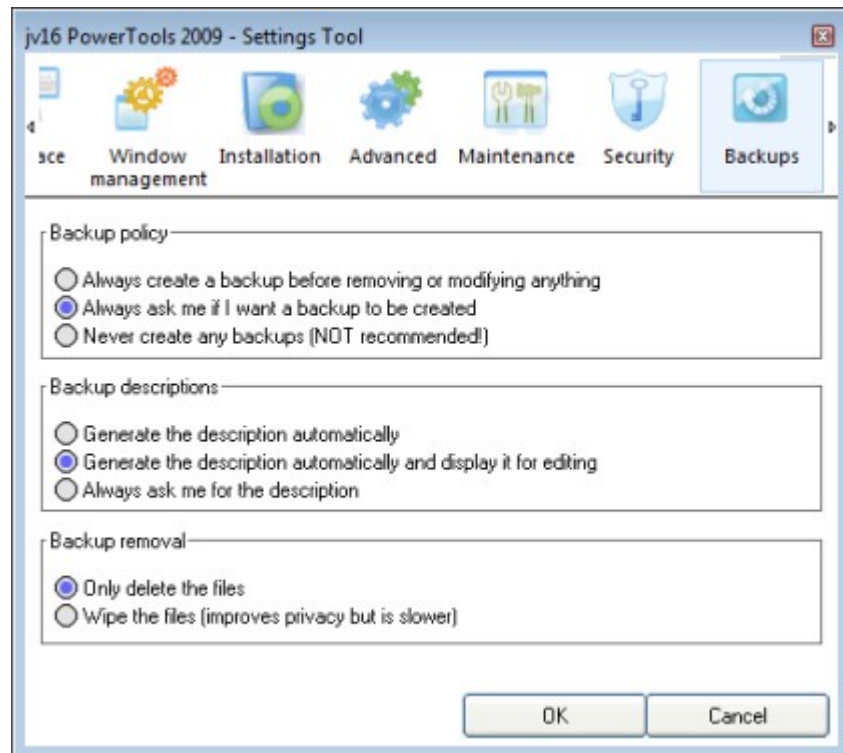 jv16 PowerTools 2009 - Settings Tool
ace
Window management
Installation
Advanced
Maintenance
Security
Backups
Backup policy
Always create a backup before removing or modifying anything
Always ask me if I want a backup to be created
Never create any backups (NOT recommended!)
Backup descriptions
Generate the description automatically
Generate the description automatically and display it for editing
Always ask me for the description
Backup removal
Only delete the files
Wipe the files (improves privacy but is slower)
OK
Cancel